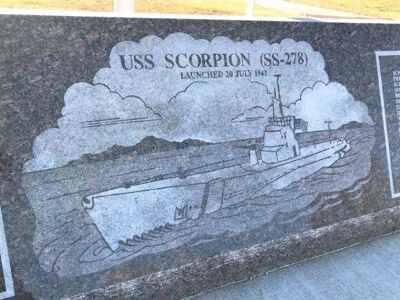 USS SCORPION (SS-278)
LAUNCHED 20 JULY 1942